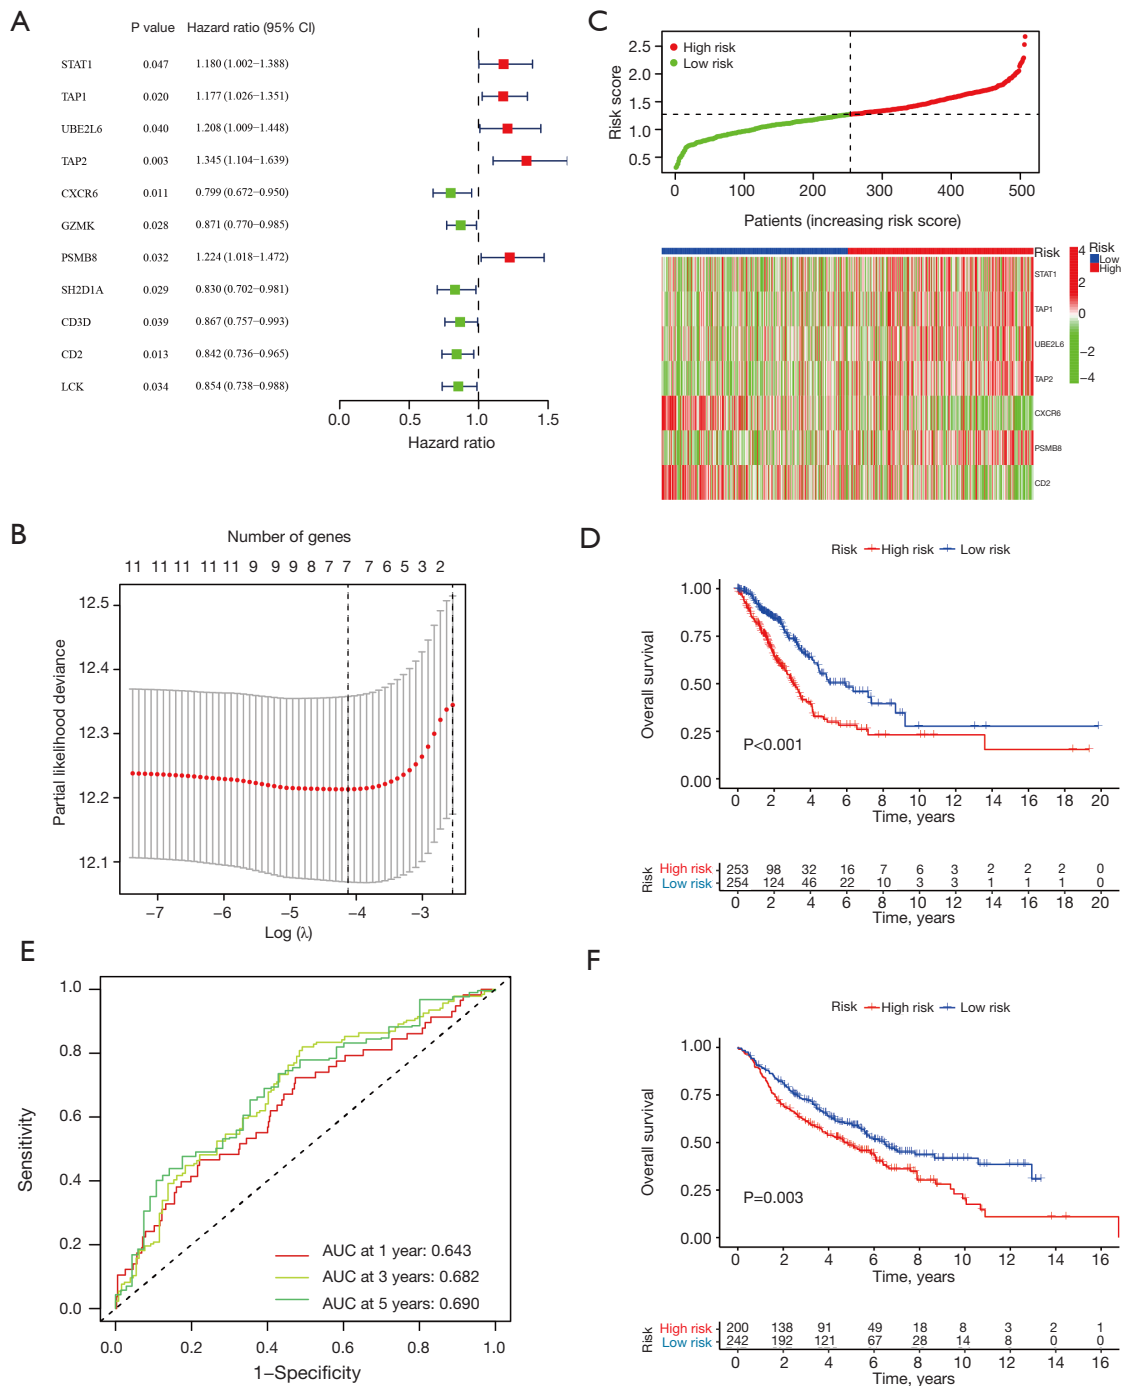 A
P value Hazard ratio (95% CI)
STAT1 0.047 1.180 (1.002–1.388)
TAP1 0.020 1.177 (1.026–1.351)
UBE2L6 0.040 1.208 (1.009–1.448)
TAP2 0.003 1.345 (1.104–1.639)
CXCR6 0.011 0.799 (0.672–0.950)
GZMK 0.028 0.871 (0.770–0.985)
PSMB8 0.032 1.224 (1.018–1.472)
SH2D1A 0.029 0.830 (0.702–0.981)
CD3D 0.039 0.867 (0.757–0.993)
CD2 0.013 0.842 (0.736–0.965)
LCK 0.034 0.854 (0.738–0.988)
0.0 0.5 1.0 1.5
Hazard ratio
C
High risk
Low risk
Risk score
2.5
2.0
1.5
1.0
0.5
0 100 200 300 400 500
Patients (increasing risk score)
Risk
STAT1
TAP1
UBE2L6
TAP2
CXCR6
PSMB8
CD2
4
2
0
−2
−4
Risk
Low
High
B
Number of genes
11 11 11 11 11 9 9 9 8 7 7 7 6 5 3 2
Partial likelihood deviance
12.5
12.4
12.3
12.2
12.1
−7 −6 −5 −4 −3
Log (λ)
D
Risk High risk Low risk
Overall survival
1.00
0.75
0.50
0.25
0.00
P<0.001
0 2 4 6 8 10 12 14 16 18 20
Time, years
Risk
High risk 253 98 32 16 7 6 3 2 2 2 0
Low risk 254 124 46 22 10 3 3 1 1 1 0
0 2 4 6 8 10 12 14 16 18 20
Time, years
E
Sensitivity
1.0
0.8
0.6
0.4
0.2
0.0
AUC at 1 year: 0.643
AUC at 3 years: 0.682
AUC at 5 years: 0.690
0.0 0.2 0.4 0.6 0.8 1.0
1–Specificity
F
Risk High risk Low risk
Overall survival
1.00
0.75
0.50
0.25
0.00
P=0.003
0 2 4 6 8 10 12 14 16
Time, years
Risk
High risk 200 138 91 49 18 8 3 2 1
Low risk 242 192 121 67 28 14 8 0 0
0 2 4 6 8 10 12 14 16
Time, years